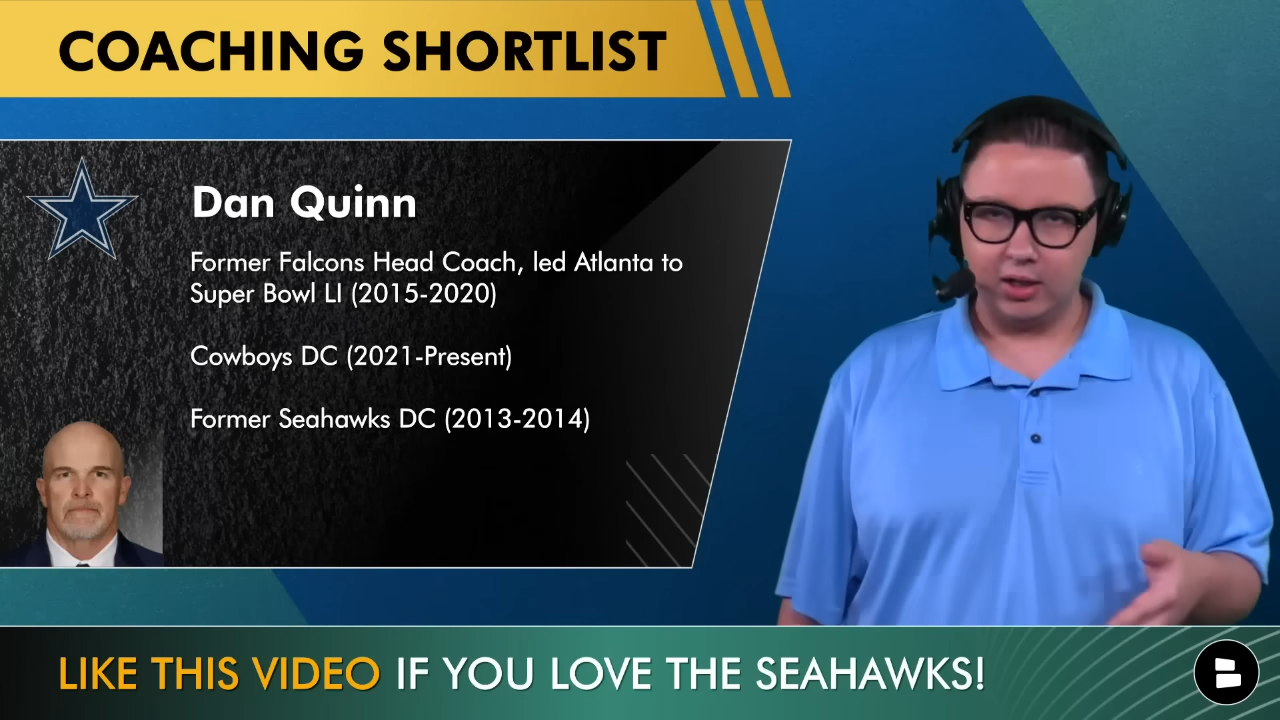 COACHING SHORTLIST
Dan Quinn
Former Falcons Head Coach, led Atlanta to
Super Bowl LI (2015-2020)
Cowboys DC (2021-Present)
Former Seahawks DC (2013-2014)
LIKE THIS VIDEO IF YOU LOVE THE SEAHAWKS!